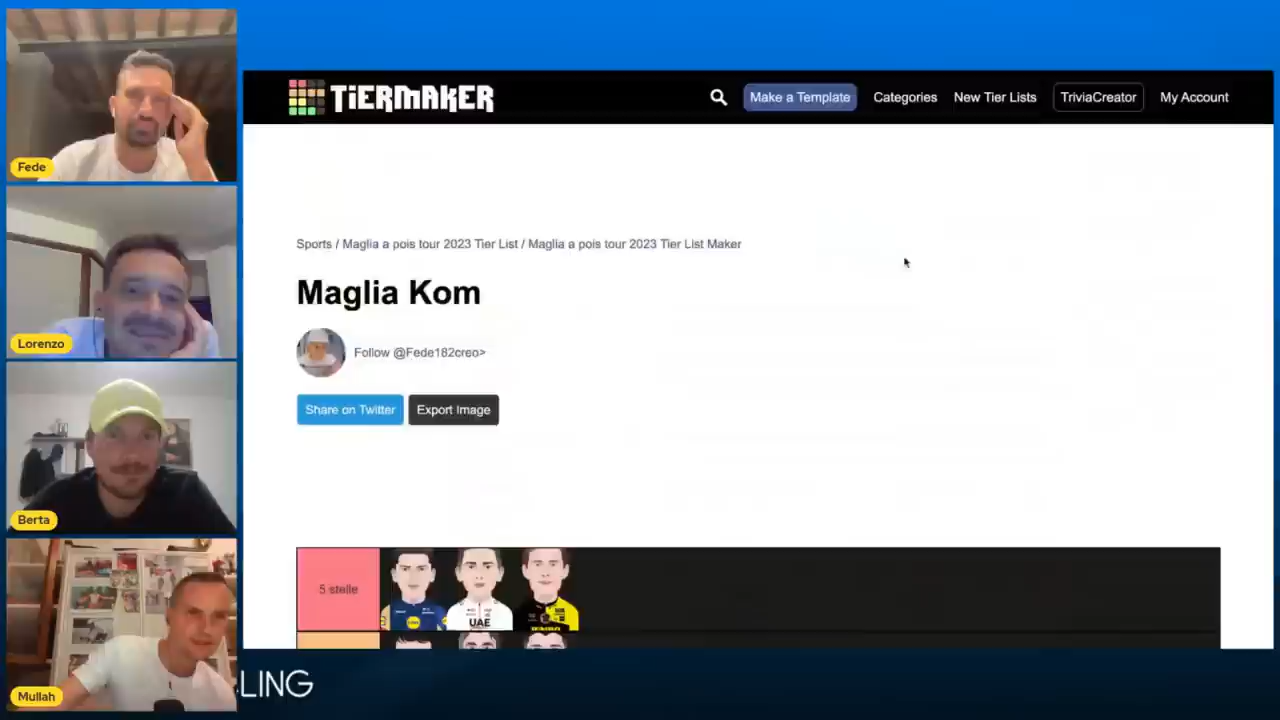 Fede
Lorenzo
Berta
Mullah
TiERMAKER
Make a Template
Categories
New Tier Lists
TriviaCreator
My Account
Sports / Maglia a pois tour 2023 Tier List / Maglia a pois tour 2023 Tier List Maker
Maglia Kom
Follow @Fede182creo>
Share on Twitter
Export Image
5 stelle
UAE
LING